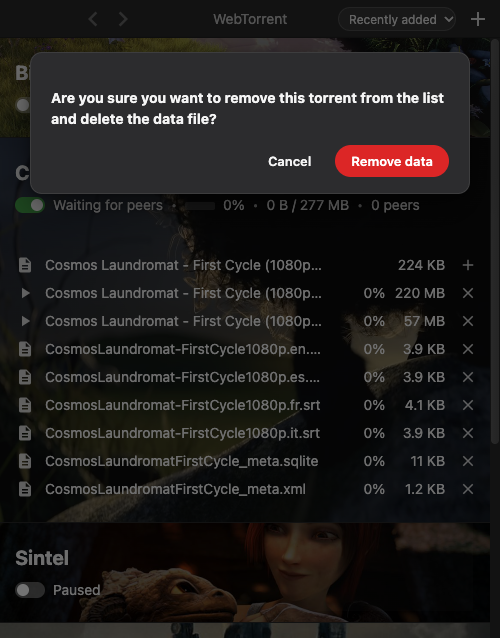 WebTorrent
Recently added
Are you sure you want to remove this torrent from the list
and delete the data file?
Cancel
Remove data
Waiting for peers • 0% • 0 B / 277 MB • 0 peers
Cosmos Laundromat - First Cycle (1080p... 224 KB
Cosmos Laundromat - First Cycle (1080p... 0% 220 MB
Cosmos Laundromat - First Cycle (1080p... 0% 57 MB
CosmosLaundromat-FirstCycle1080p.en.... 0% 3.9 KB
CosmosLaundromat-FirstCycle1080p.es.... 0% 3.9 KB
CosmosLaundromat-FirstCycle1080p.fr.srt 0% 4.1 KB
CosmosLaundromat-FirstCycle1080p.it.srt 0% 3.9 KB
CosmosLaundromatFirstCycle_meta.sqlite 0% 11 KB
CosmosLaundromatFirstCycle_meta.xml 0% 1.2 KB
Sintel
Paused